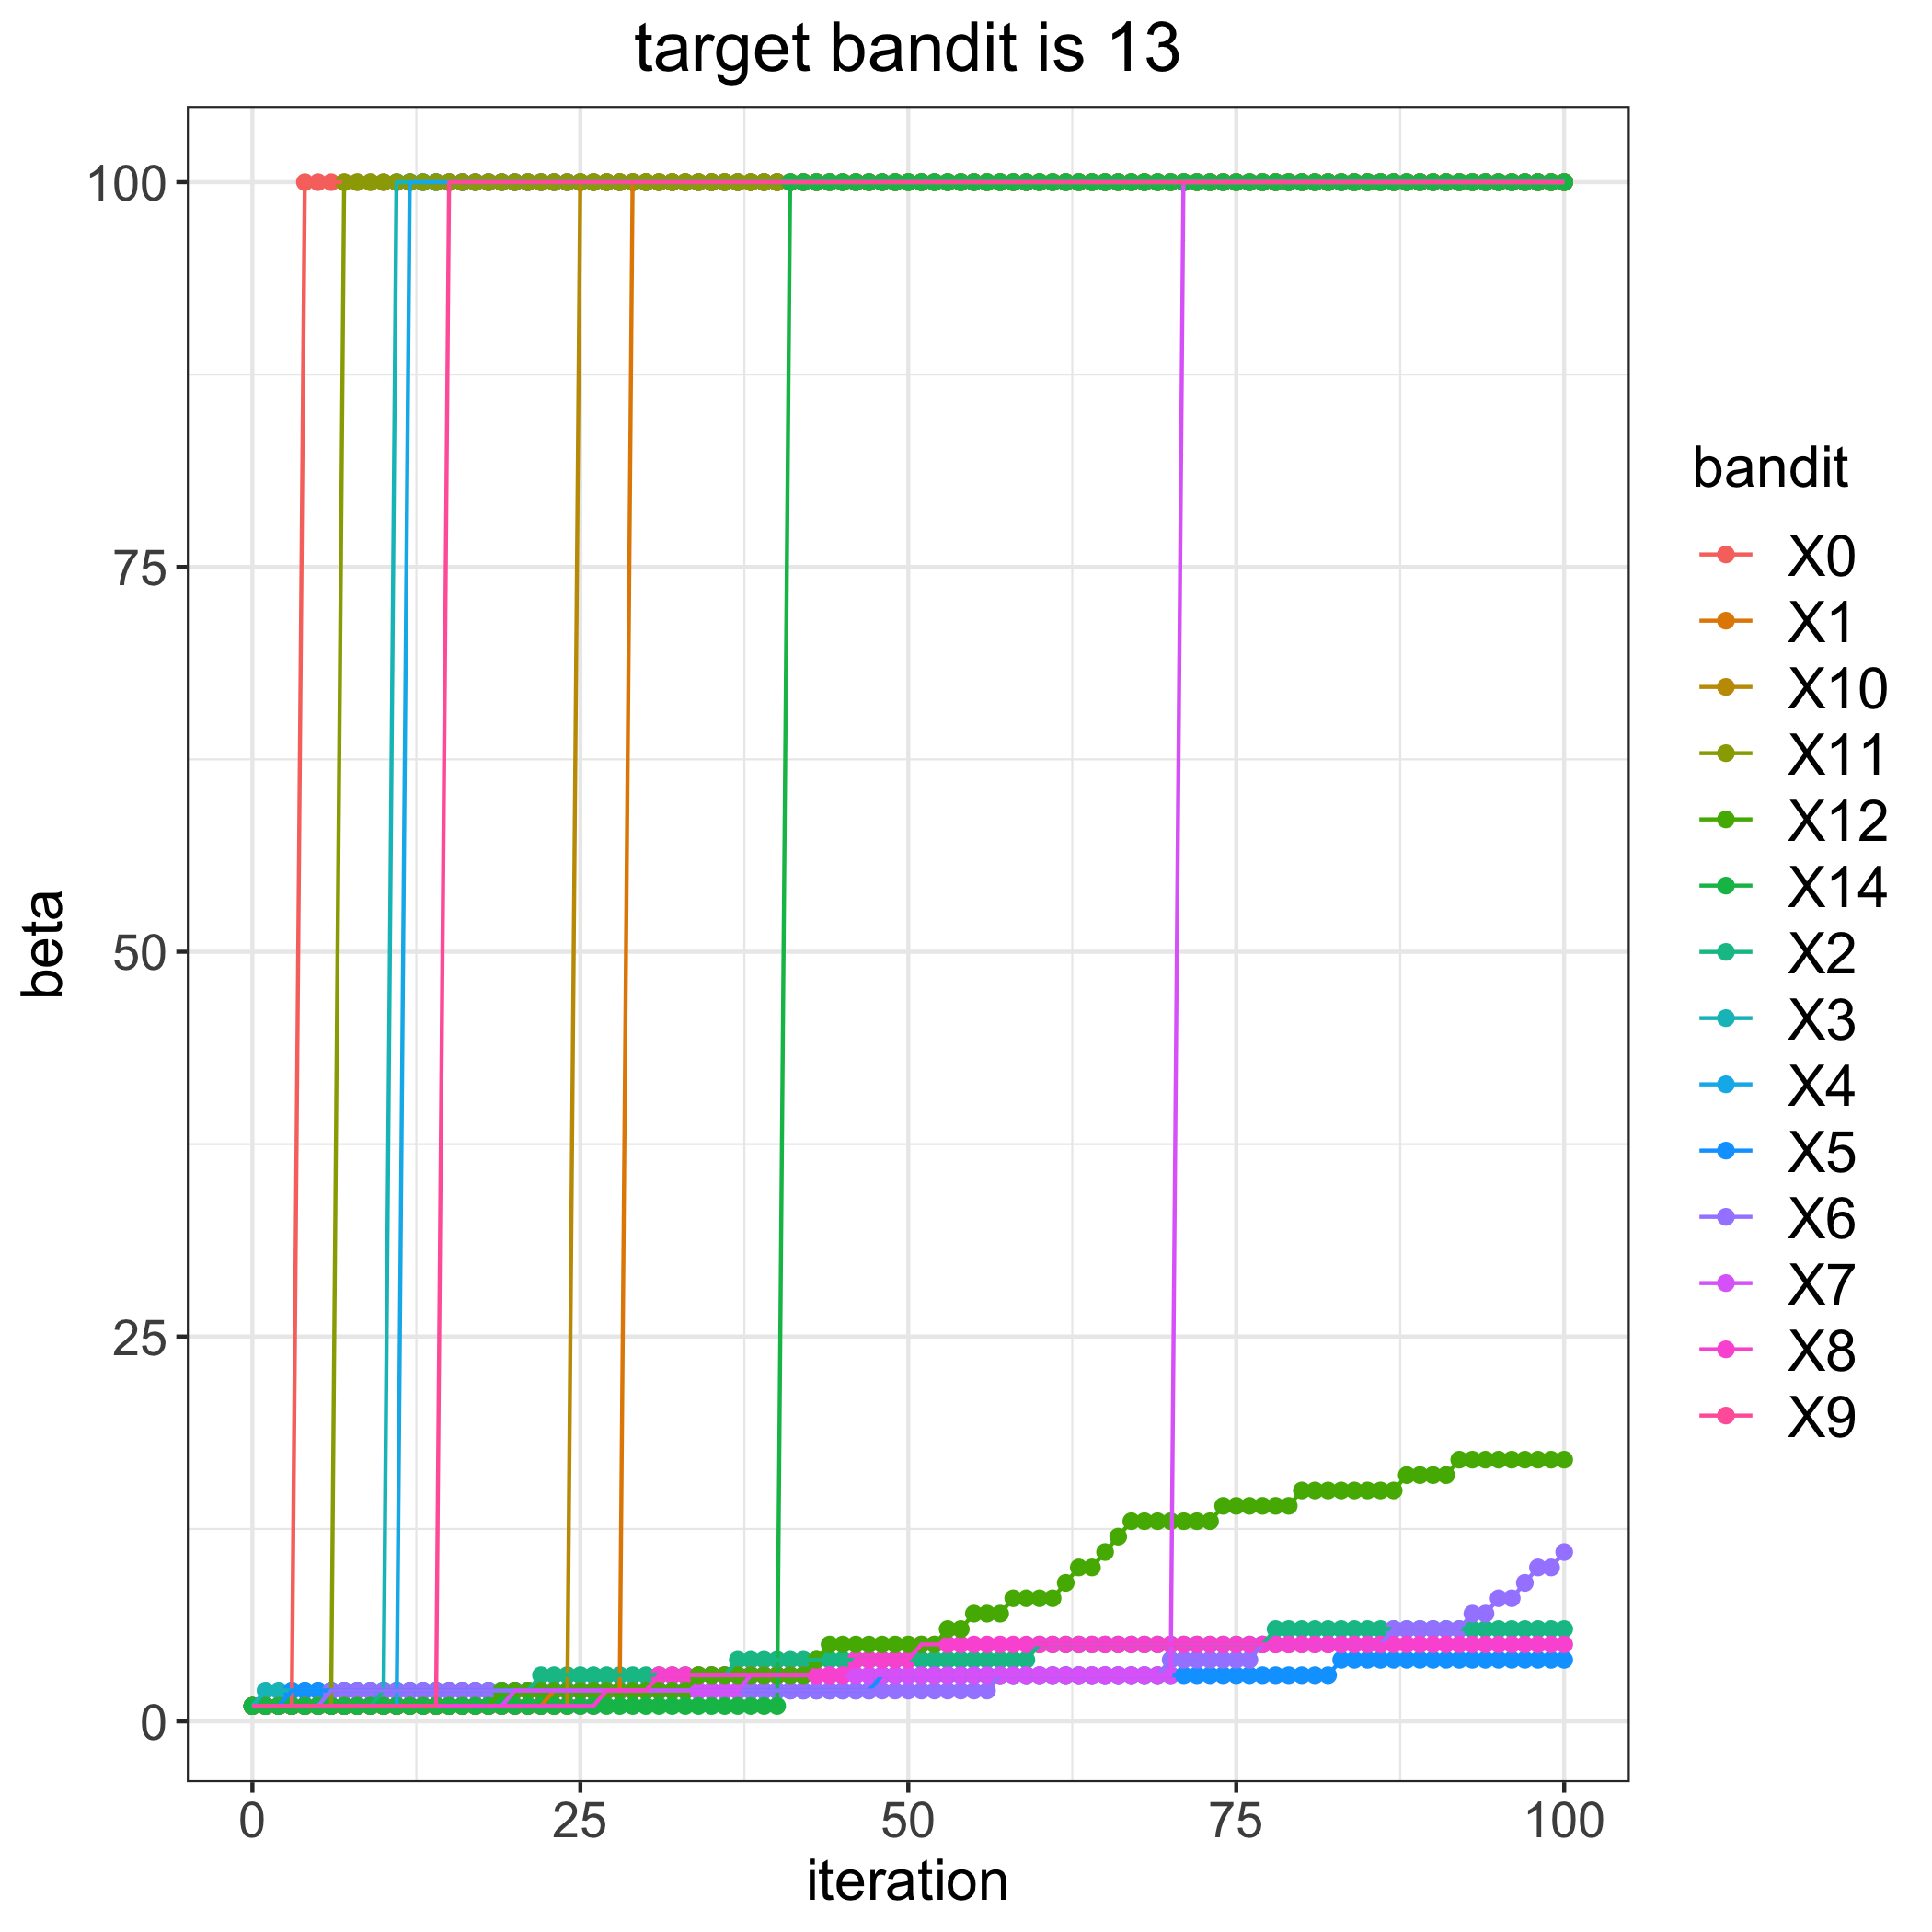 target bandit is 13
100
75
50
25
0
beta
0 25 50 75 100
iteration
bandit
X0
X1
X10
X11
X12
X14
X2
X3
X4
X5
X6
X7
X8
X9